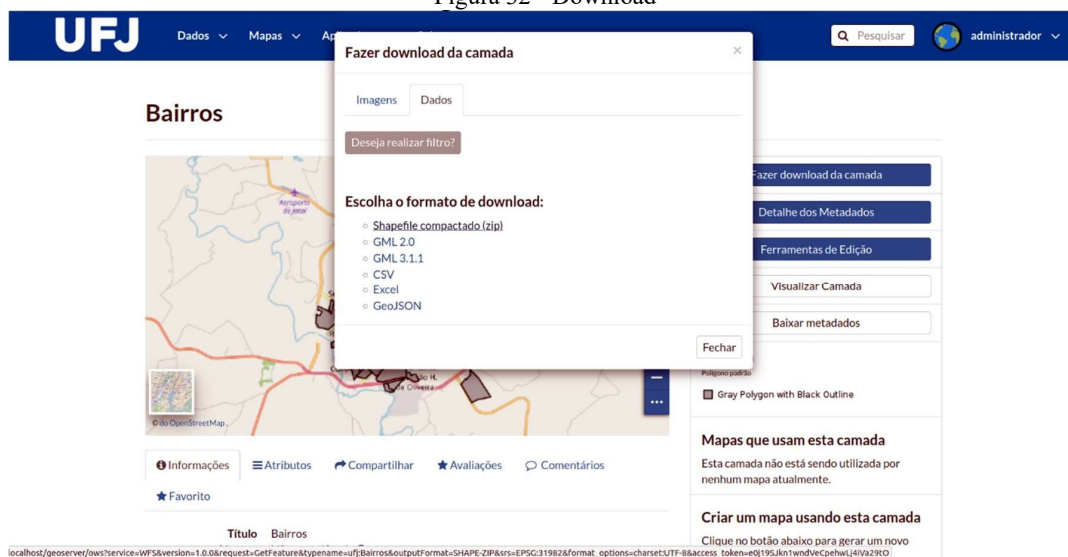 Figura 32 - Download
UFJ
Dados
Mapas
Pesquisar
administrador
Fazer download da camada
×
Imagens
Dados
Deseja realizar filtro?
Escolha o formato de download:
Shapefile compactado (zip)
GML 2.0
GML 3.1.1
CSV
Excel
GeoJSON
Fechar
Bairros
Aeroporto
de Jataí
de Oliveira
© do OpenStreetMap.
Fazer download da camada
Detalhe dos Metadados
Ferramentas de Edição
Visualizar Camada
Baixar metadados
Polígono padrão
Gray Polygon with Black Outline
Mapas que usam esta camada
Esta camada não está sendo utilizada por
nenhum mapa atualmente.
Criar um mapa usando esta camada
Clique no botão abaixo para gerar um novo
Informações
Atributos
Compartilhar
Avaliações
Comentários
Favorito
Título Bairros
localhost/geoserver/ows?service=WFS&version=1.0.0&request=GetFeature&typename=ufj:Bairros&outputFormat=SHAPE-ZIP&srs=EPSG:31982&format_options=charset:UTF-8&access_token=e0j19SJkn1wndVeCpehwLj4iVa29tO